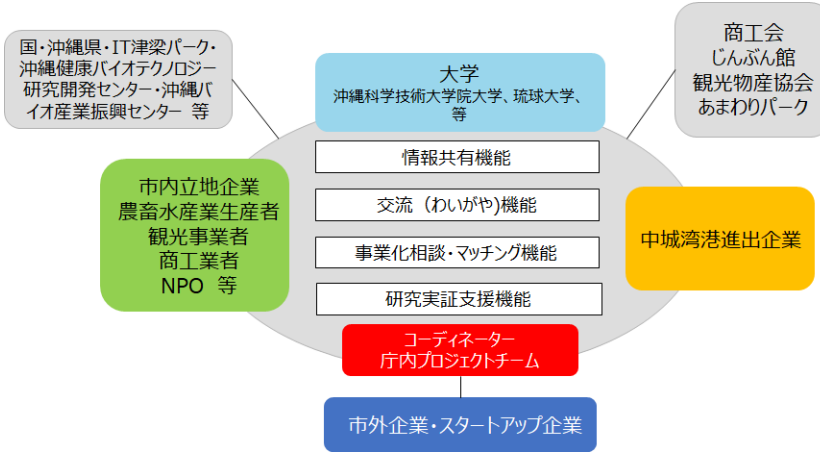 国・沖縄県・IT津梁パーク・
沖縄健康バイオテクノロジー
研究開発センター・沖縄バ
イオ産業振興センター 等
商工会
じんぶん館
観光物産協会
あまわりパーク
大学
沖縄科学技術大学院大学、琉球大学、
等
情報共有機能
交流（わいがや)機能
事業化相談・マッチング機能
研究実証支援機能
市内立地企業
農畜水産業生産者
観光事業者
商工業者
NPO 等
中城湾港進出企業
コーディネーター
庁内プロジェクトチーム
市外企業・スタートアップ企業